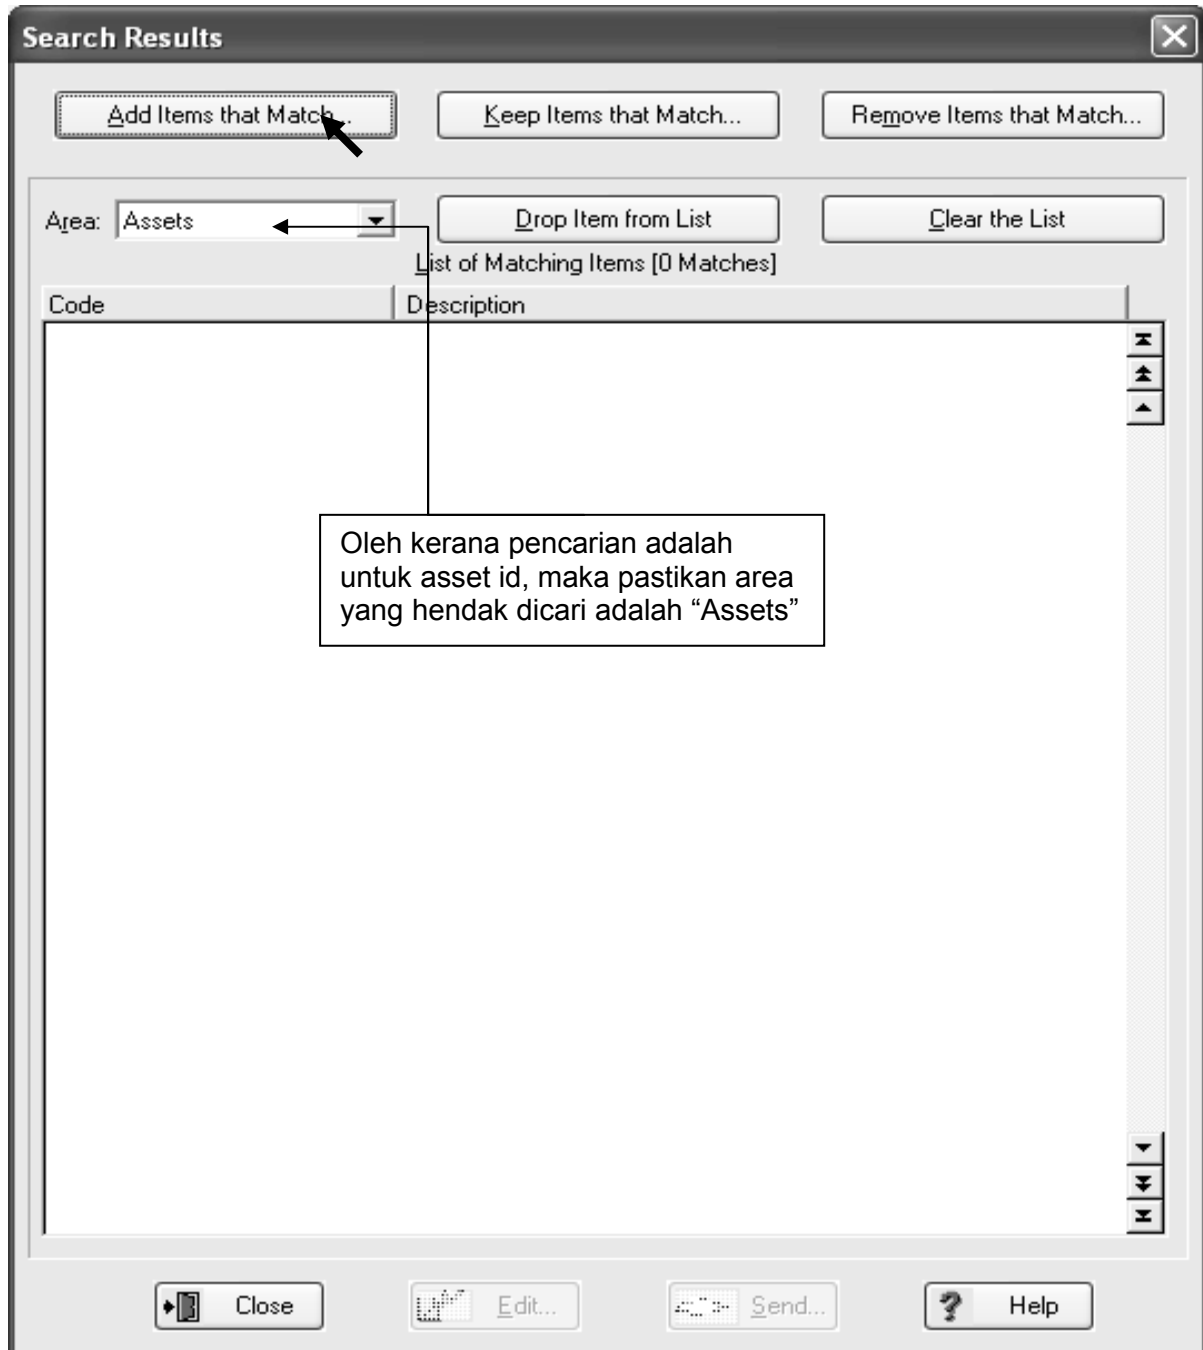 Search Results
Add Items that Match...
Keep Items that Match...
Remove Items that Match...
Area: Assets
Drop Item from List
Clear the List
List of Matching Items [0 Matches]
Code
Description
Oleh kerana pencarian adalah
untuk asset id, maka pastikan area
yang hendak dicari adalah “Assets”
Close
Edit...
Send...
Help